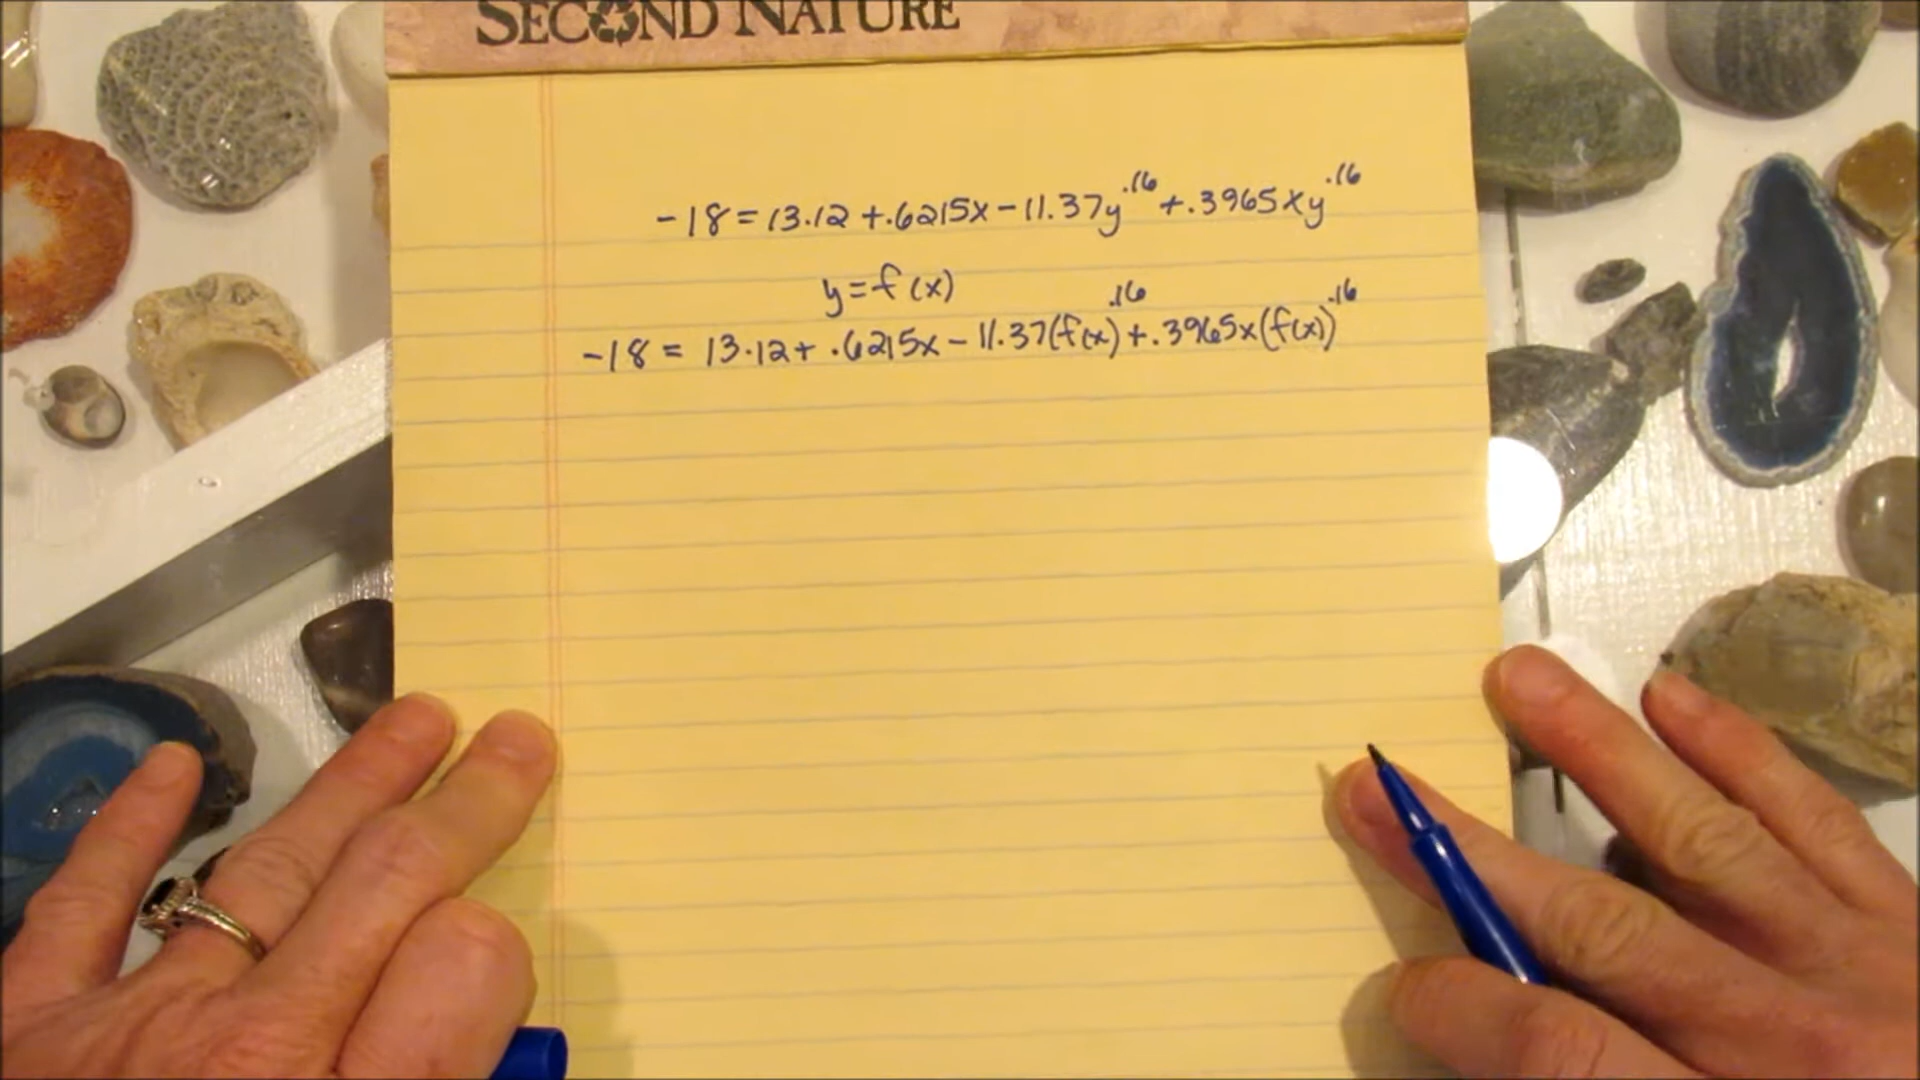 SECOND NATURE
-18 = 13.12 + .6215x - 11.37y^.16 + .3965xy^.16
y = f(x)
-18 = 13.12 + .6215x - 11.37(f(x)^.16 + .3965x(f(x))^.16